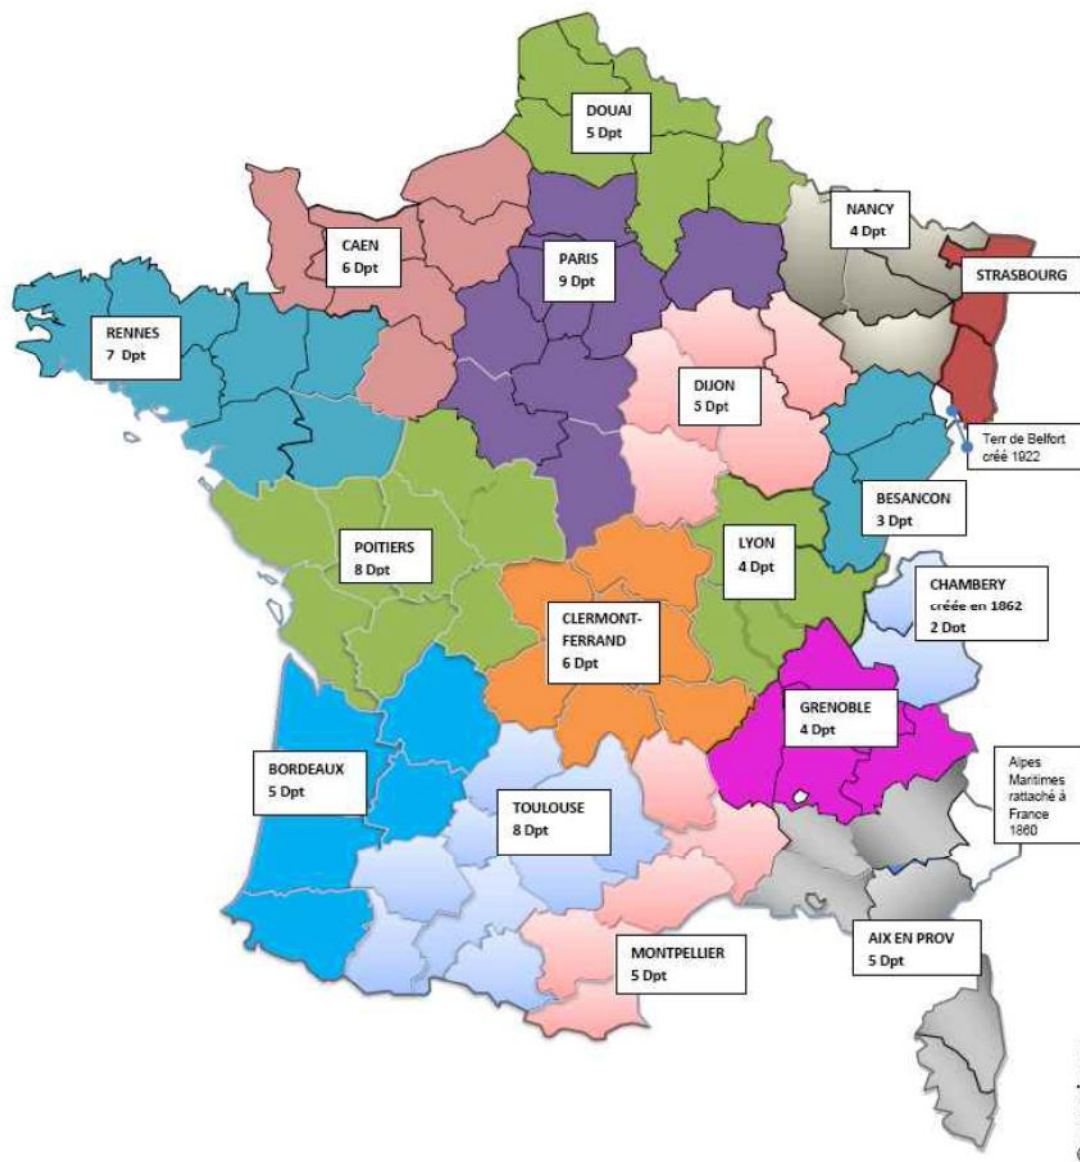 DOUAI
5 Dpt
NANCY
4 Dpt
CAEN
6 Dpt
PARIS
9 Dpt
STRASBOURG
RENNES
7 Dpt
DIJON
5 Dpt
Terr de Belfort
créé 1922
BESANCON
3 Dpt
POITIERS
8 Dpt
LYON
4 Dpt
CHAMBERY
créée en 1862
2 Dpt
CLERMONT-
FERRAND
6 Dpt
GRENOBLE
4 Dpt
BORDEAUX
5 Dpt
TOULOUSE
8 Dpt
Alpes
Maritimes
rattaché à
France
1860
AIX EN PROV
5 Dpt
MONTPELLIER
5 Dpt